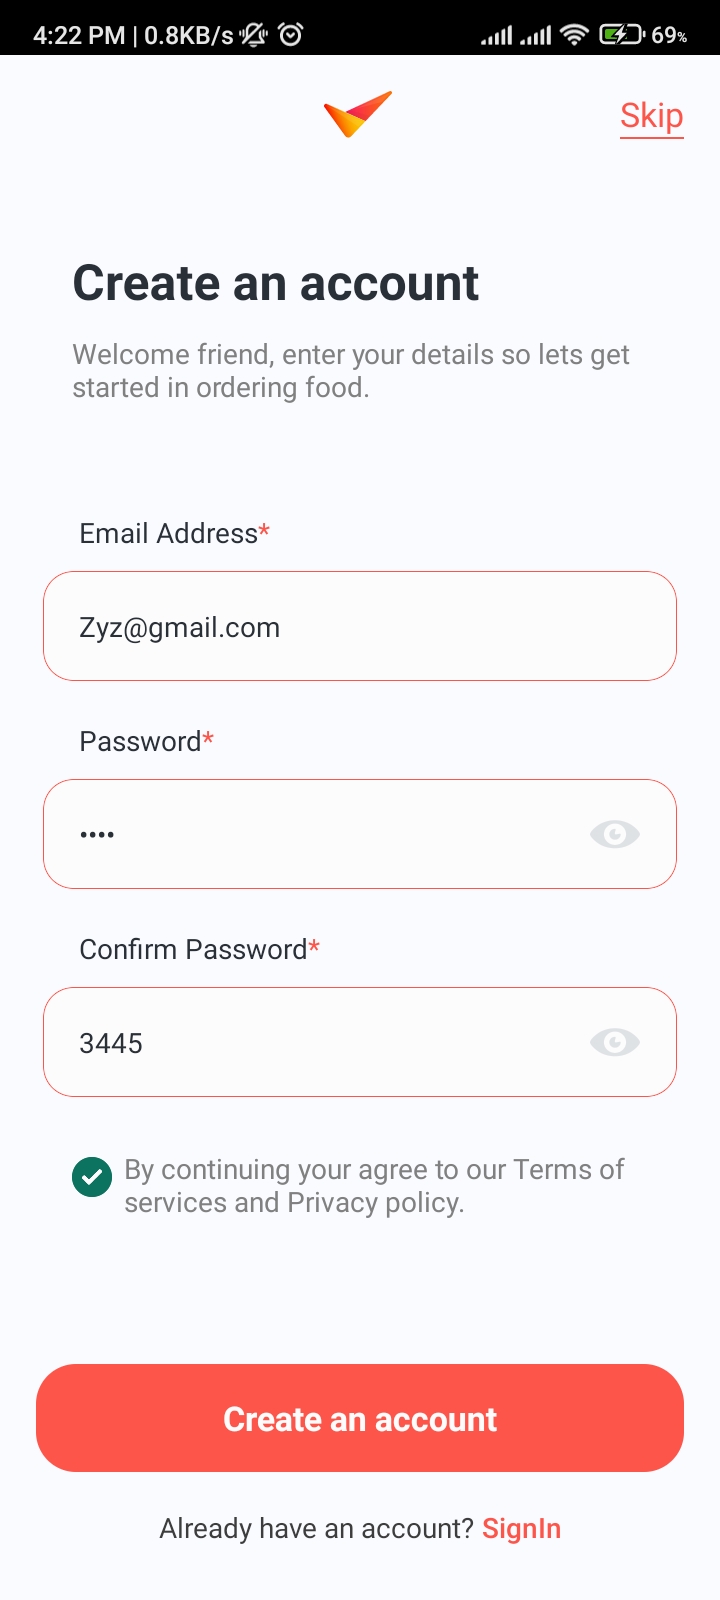 4:22 PM | 0.8KB/s 69%
Skip
Create an account
Welcome friend, enter your details so lets get
started in ordering food.
Email Address*
Zyz@gmail.com
Password*
••••
Confirm Password*
3445
By continuing your agree to our Terms of
services and Privacy policy.
Create an account
Already have an account? SignIn